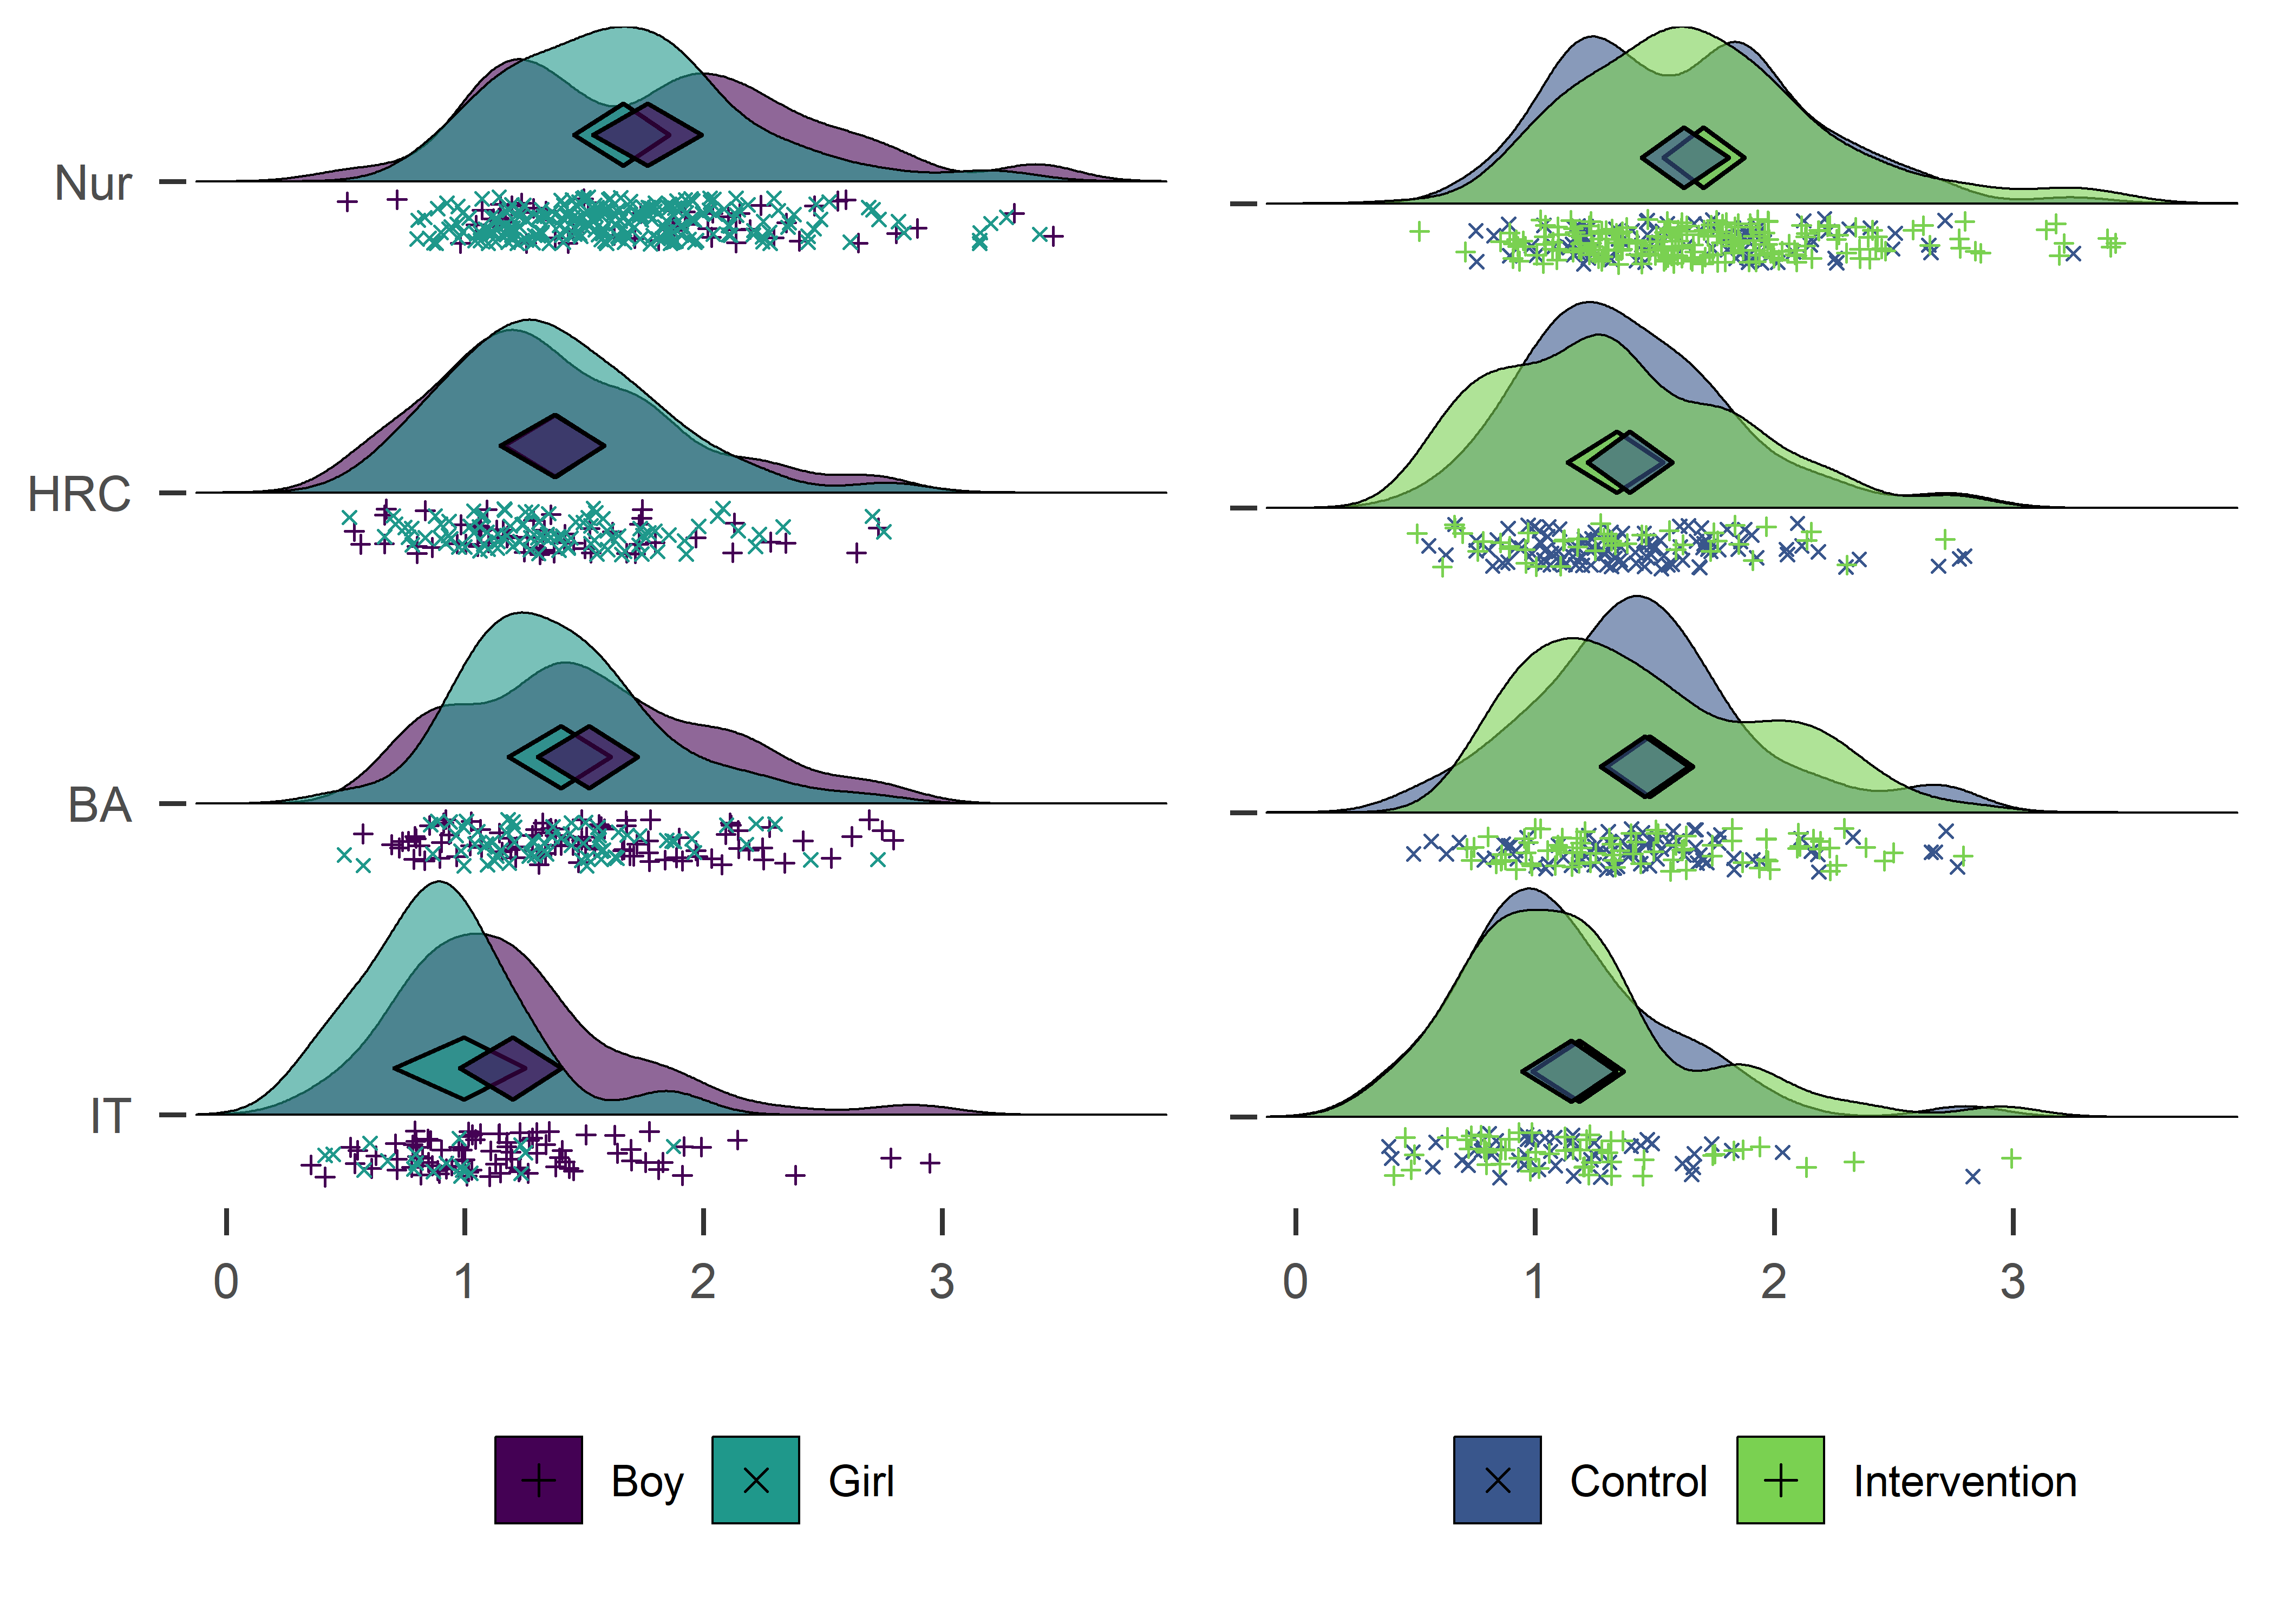 Nur
HRC
BA
IT
0 1 2 3
0 1 2 3
Boy Girl
Control Intervention